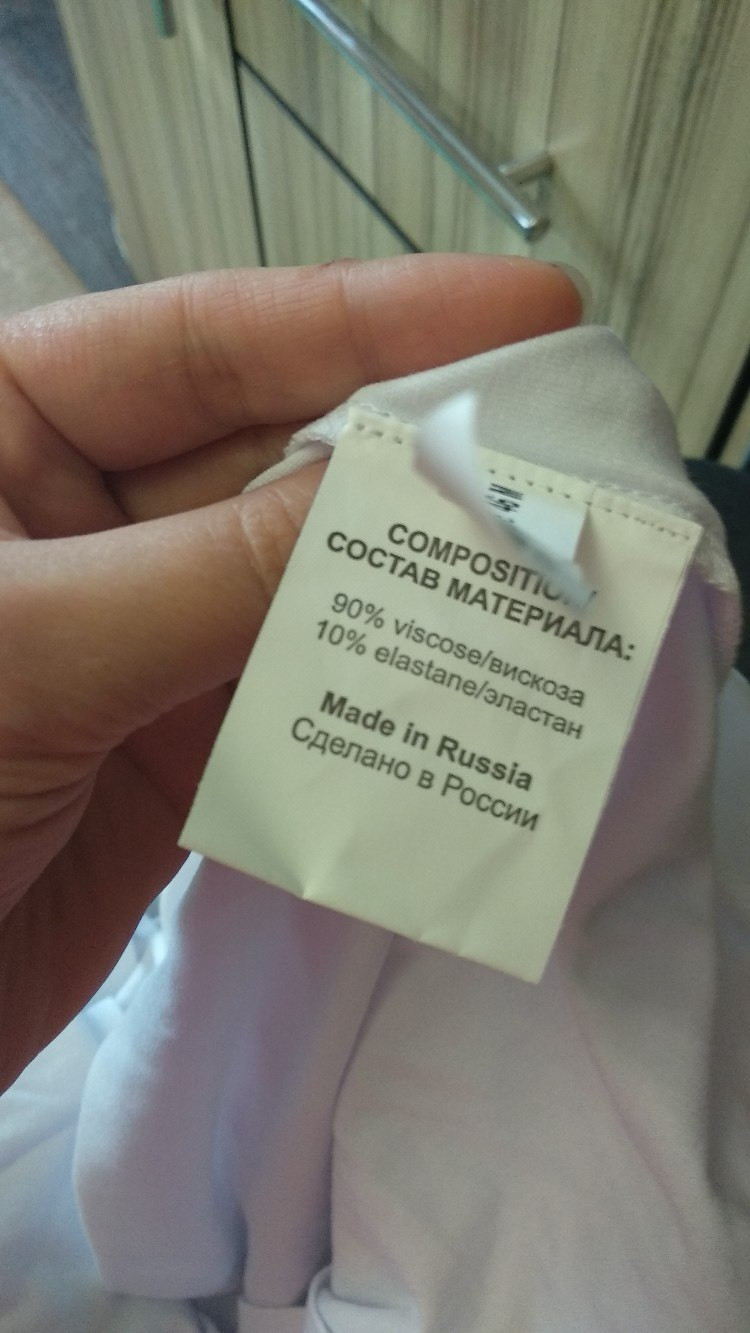 COMPOSITION/
СОСТАВ МАТЕРИАЛА:
90% viscose/вискоза
10% elastane/эластан
Made in Russia
Сделано в России